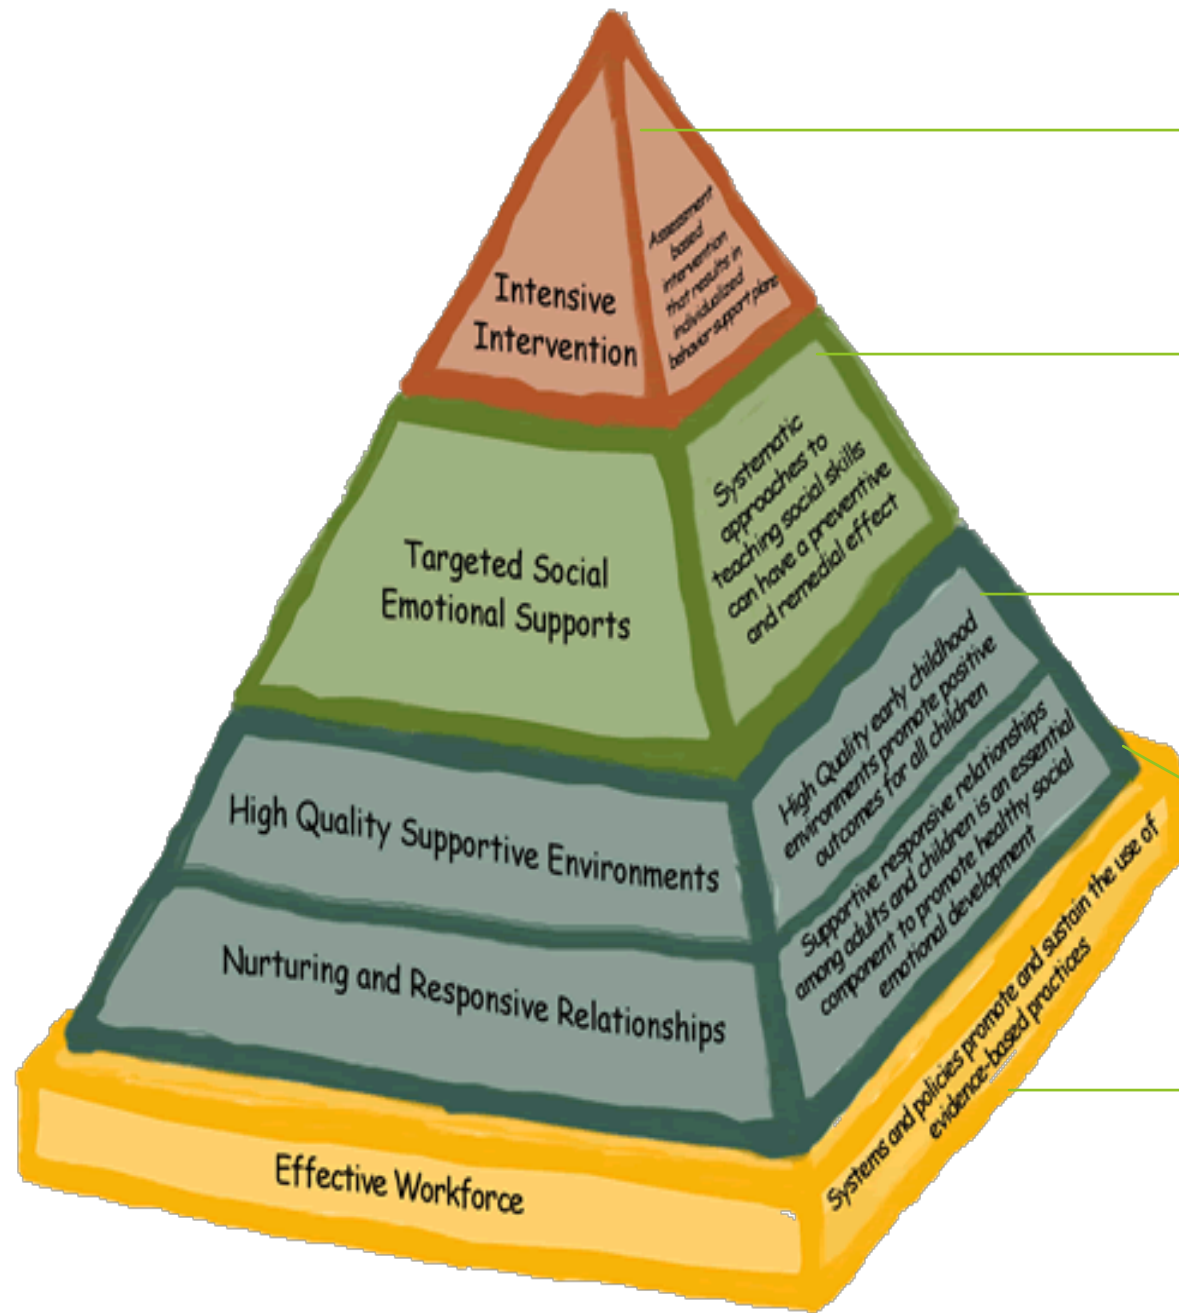 Intensive
Intervention
Assessment
based
intervention
that results in
individualized
behavior support plans
Targeted Social
Emotional Supports
Systematic
approaches to
teaching social skills
can have a preventive
and remedial effect
High Quality Supportive Environments
High Quality early childhood
environments promote positive
outcomes for all children
Nurturing and Responsive Relationships
Supportive responsive relationships
among adults and children is an essential
component to promote healthy social
emotional development
Effective Workforce
Systems and policies promote and sustain the use of
evidence-based practices